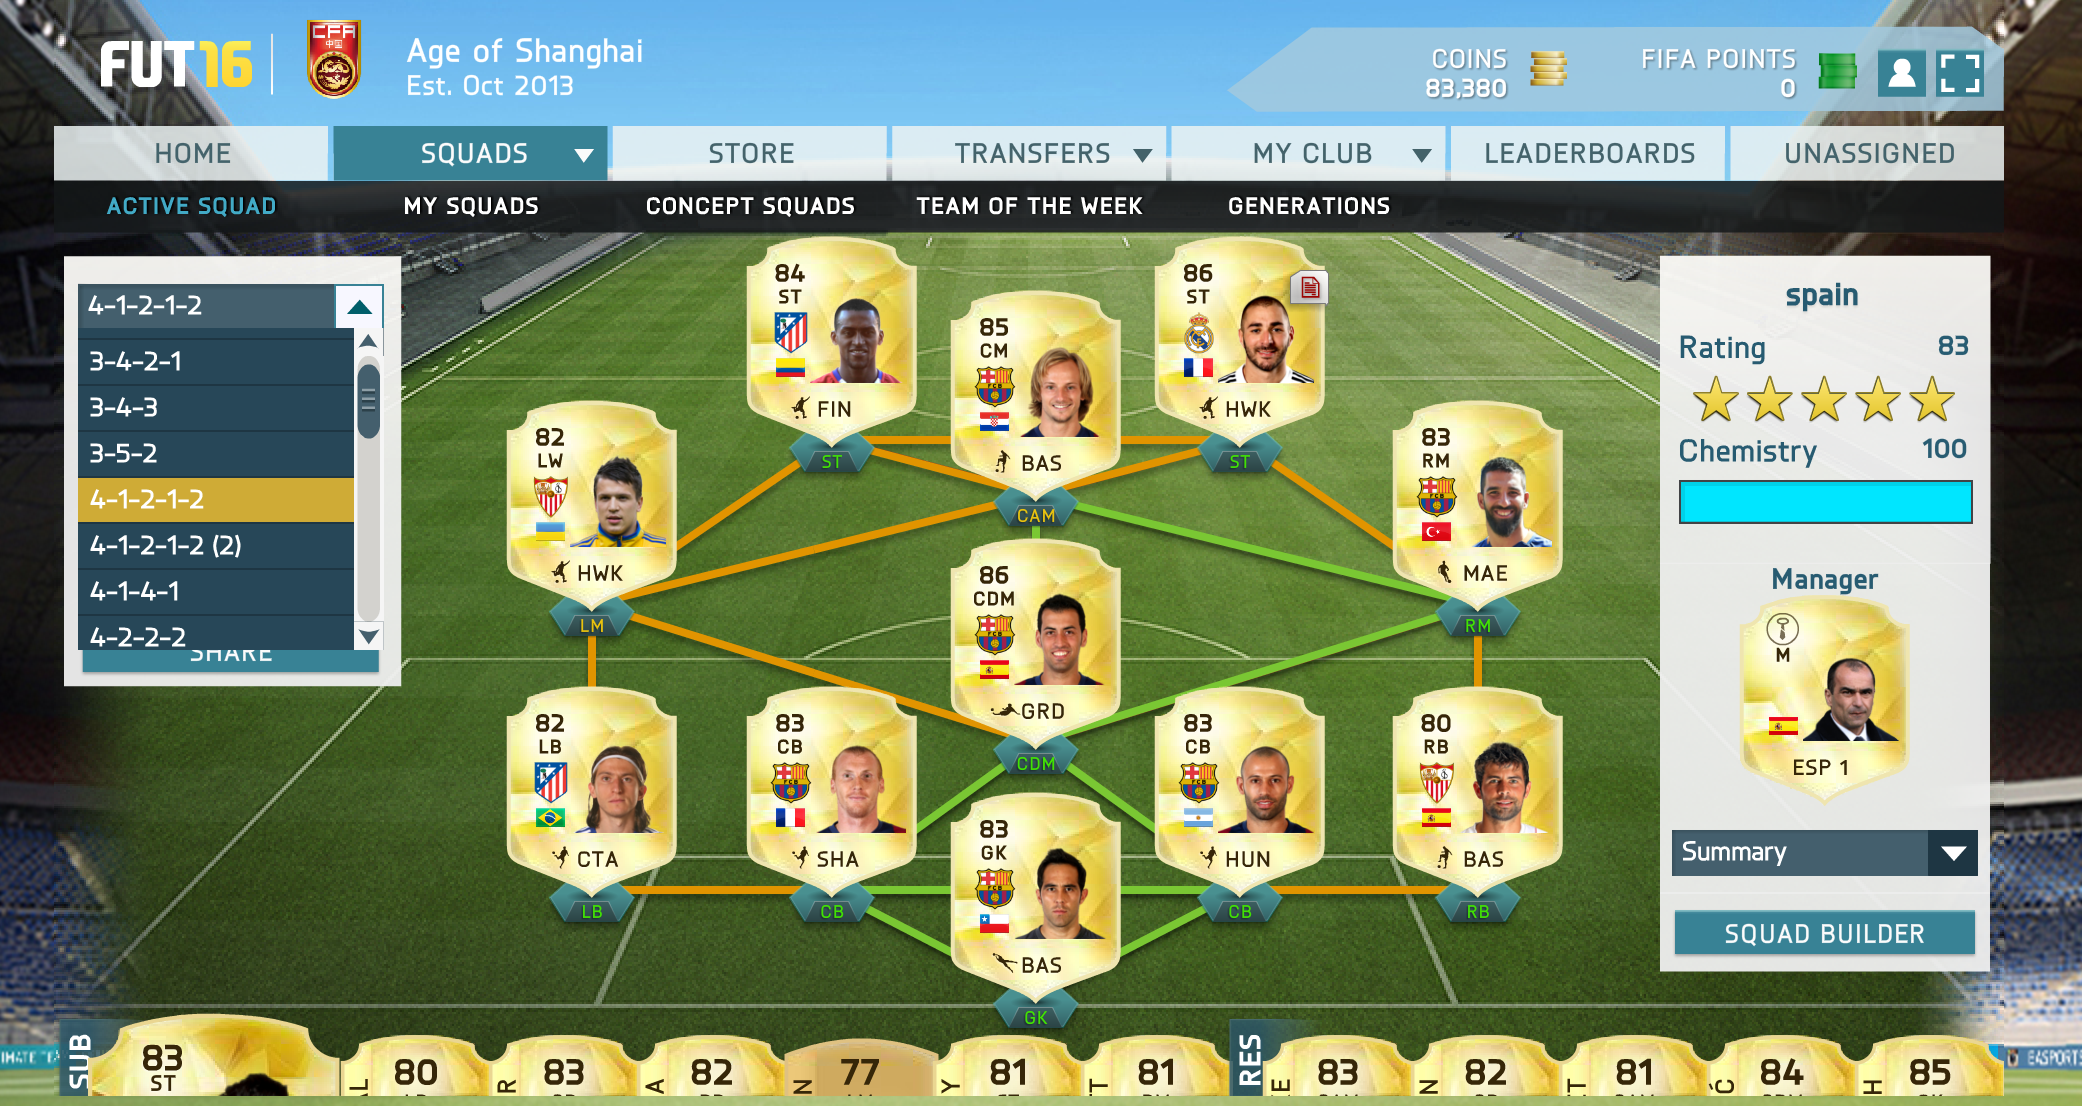 FUT16
CFA
中国
Age of Shanghai
Est. Oct 2013
COINS
83,380
FIFA POINTS
0
HOME
SQUADS
STORE
TRANSFERS
MY CLUB
LEADERBOARDS
UNASSIGNED
ACTIVE SQUAD
MY SQUADS
CONCEPT SQUADS
TEAM OF THE WEEK
GENERATIONS
4-1-2-1-2
3-4-2-1
3-4-3
3-5-2
4-1-2-1-2
4-1-2-1-2 (2)
4-1-4-1
4-2-2-2
SHARE
84
ST
FIN
ST
85
CM
BAS
CAM
86
ST
HWK
ST
82
LW
HWK
LM
86
CDM
GRD
CDM
83
RM
MAE
RM
82
LB
CTA
LB
83
CB
SHA
CB
83
GK
BAS
GK
83
CB
HUN
CB
80
RB
BAS
RB
spain
Rating 83
Chemistry 100
Manager
M
ESP 1
Summary
SQUAD BUILDER
SUB
83
ST
80
83
82
77
81
81
RES
83
82
81
84
85
EASPORTS